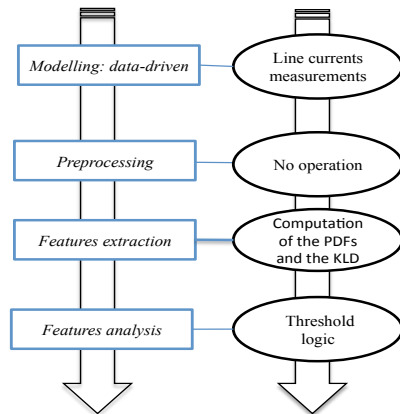 Modelling: data-driven
Line currents
measurements
Preprocessing
No operation
Features extraction
Computation
of the PDFs
and the KLD
Features analysis
Threshold
logic